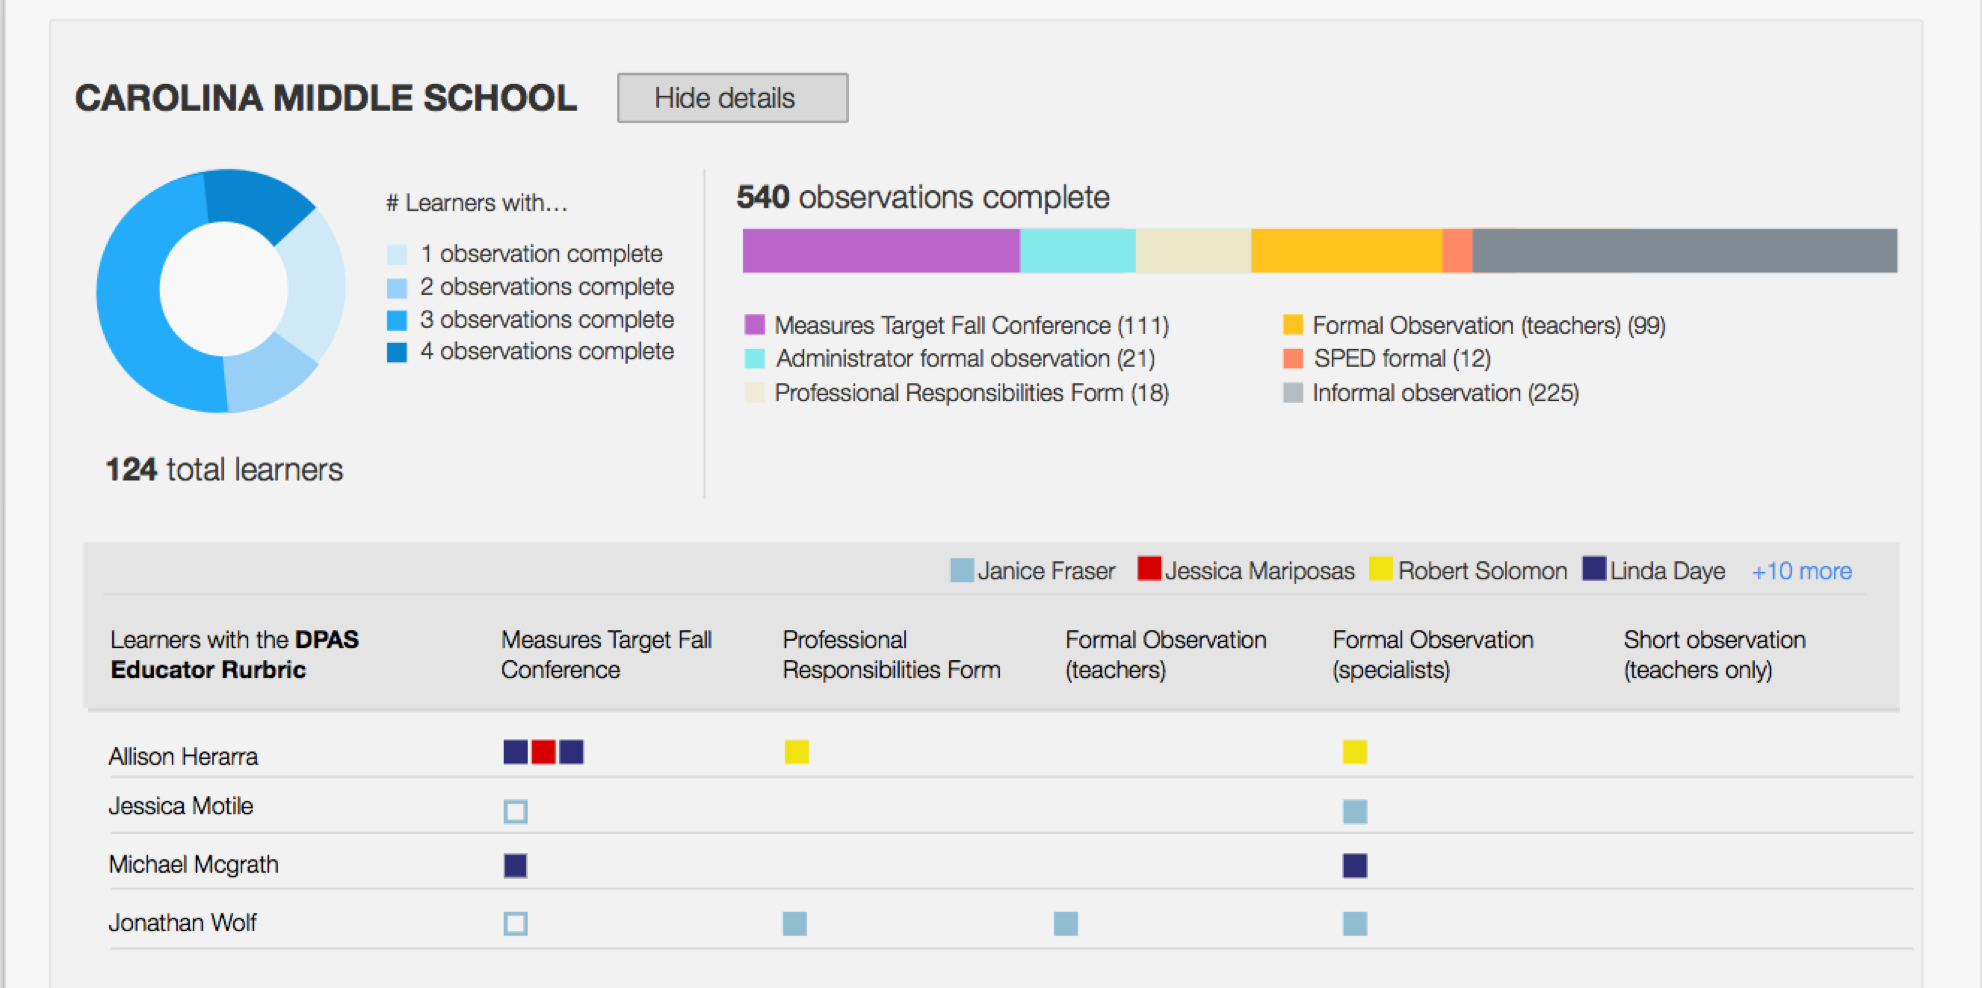 CAROLINA MIDDLE SCHOOL
Hide details
# Learners with...
1 observation complete
2 observations complete
3 observations complete
4 observations complete
124 total learners
540 observations complete
Measures Target Fall Conference (111)
Administrator formal observation (21)
Professional Responsibilities Form (18)
Formal Observation (teachers) (99)
SPED formal (12)
Informal observation (225)
Janice Fraser
Jessica Mariposas
Robert Solomon
Linda Daye
+10 more
Learners with the DPAS
Educator Rurbric
Measures Target Fall
Conference
Professional
Responsibilities Form
Formal Observation
(teachers)
Formal Observation
(specialists)
Short observation
(teachers only)
Allison Herarra
Jessica Motile
Michael Mcgrath
Jonathan Wolf